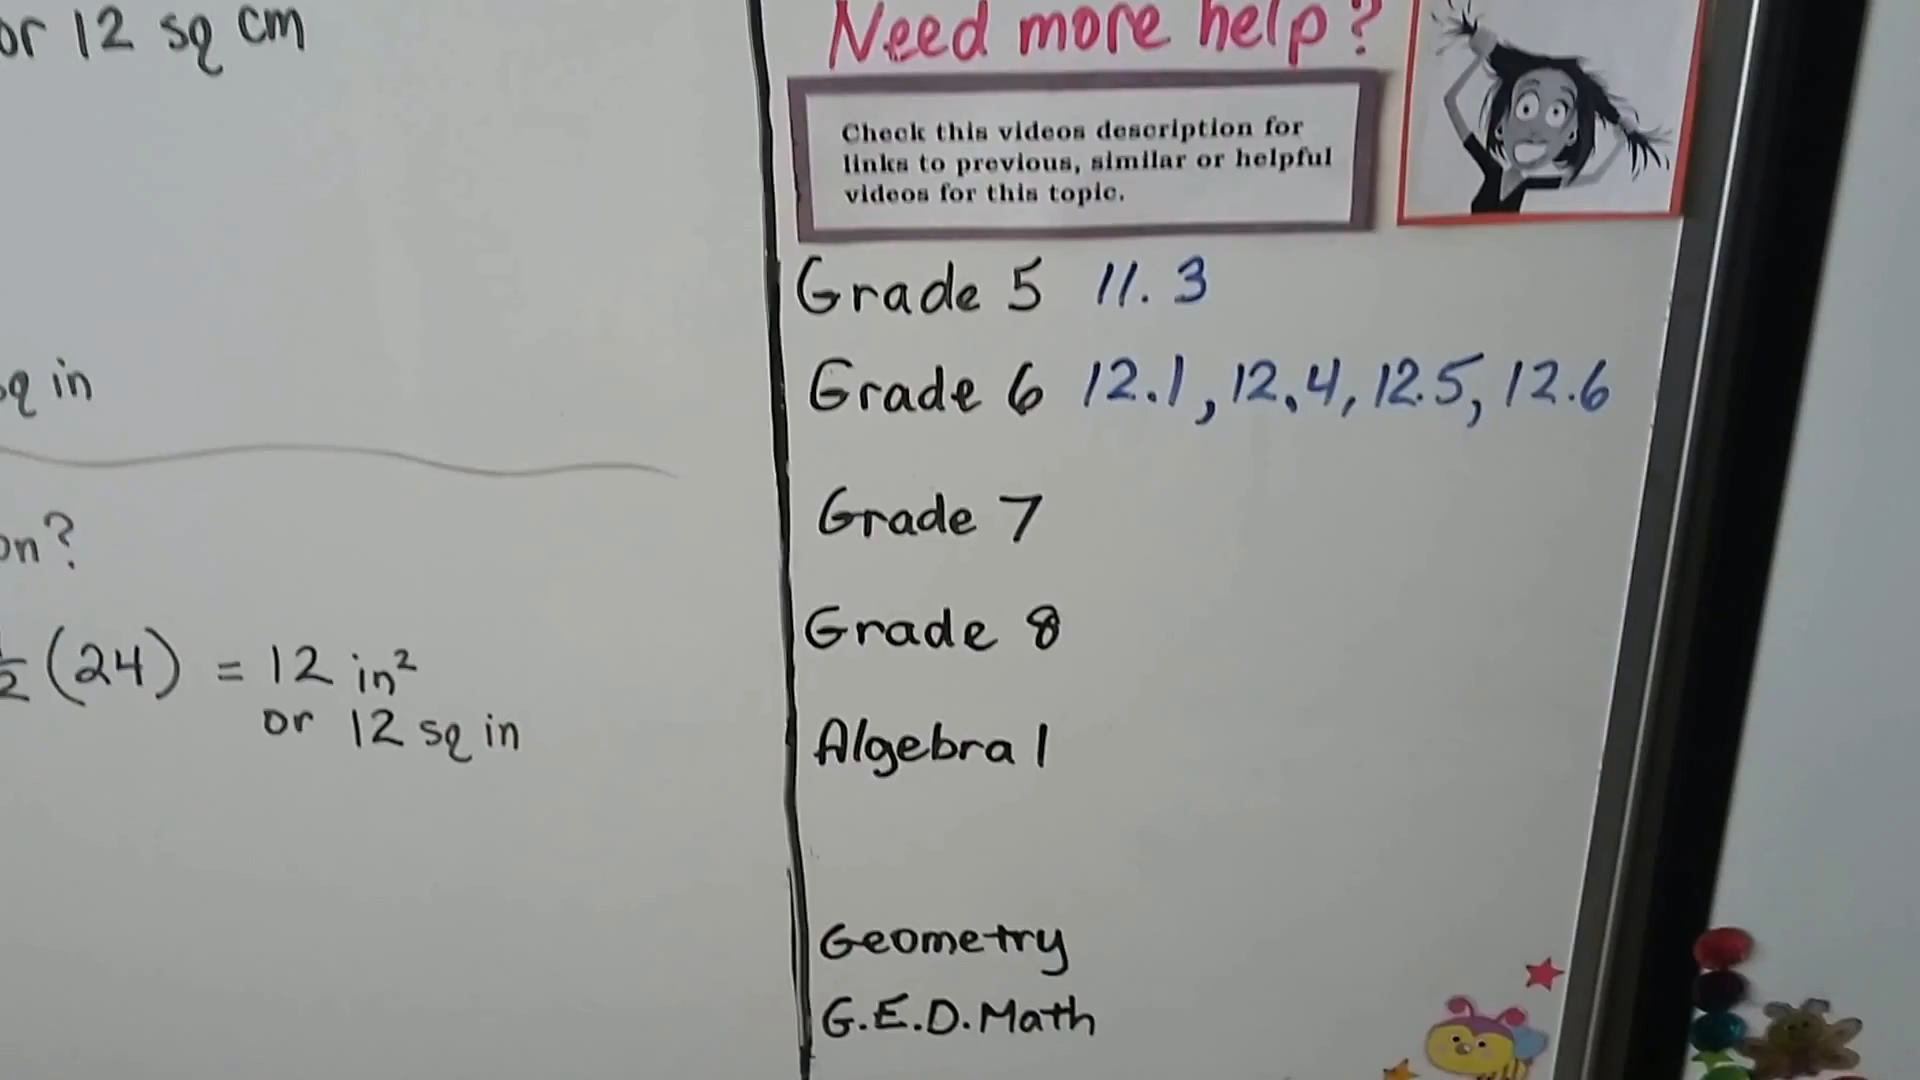 or 12 sq cm
sq in
on?
1/2 (24) = 12 in²
or 12 sq in
Need more help?
Check this videos description for
links to previous, similar or helpful
videos for this topic.
Grade 5 11.3
Grade 6 12.1, 12.4, 12.5, 12.6
Grade 7
Grade 8
Algebra 1
Geometry
G.E.D. Math